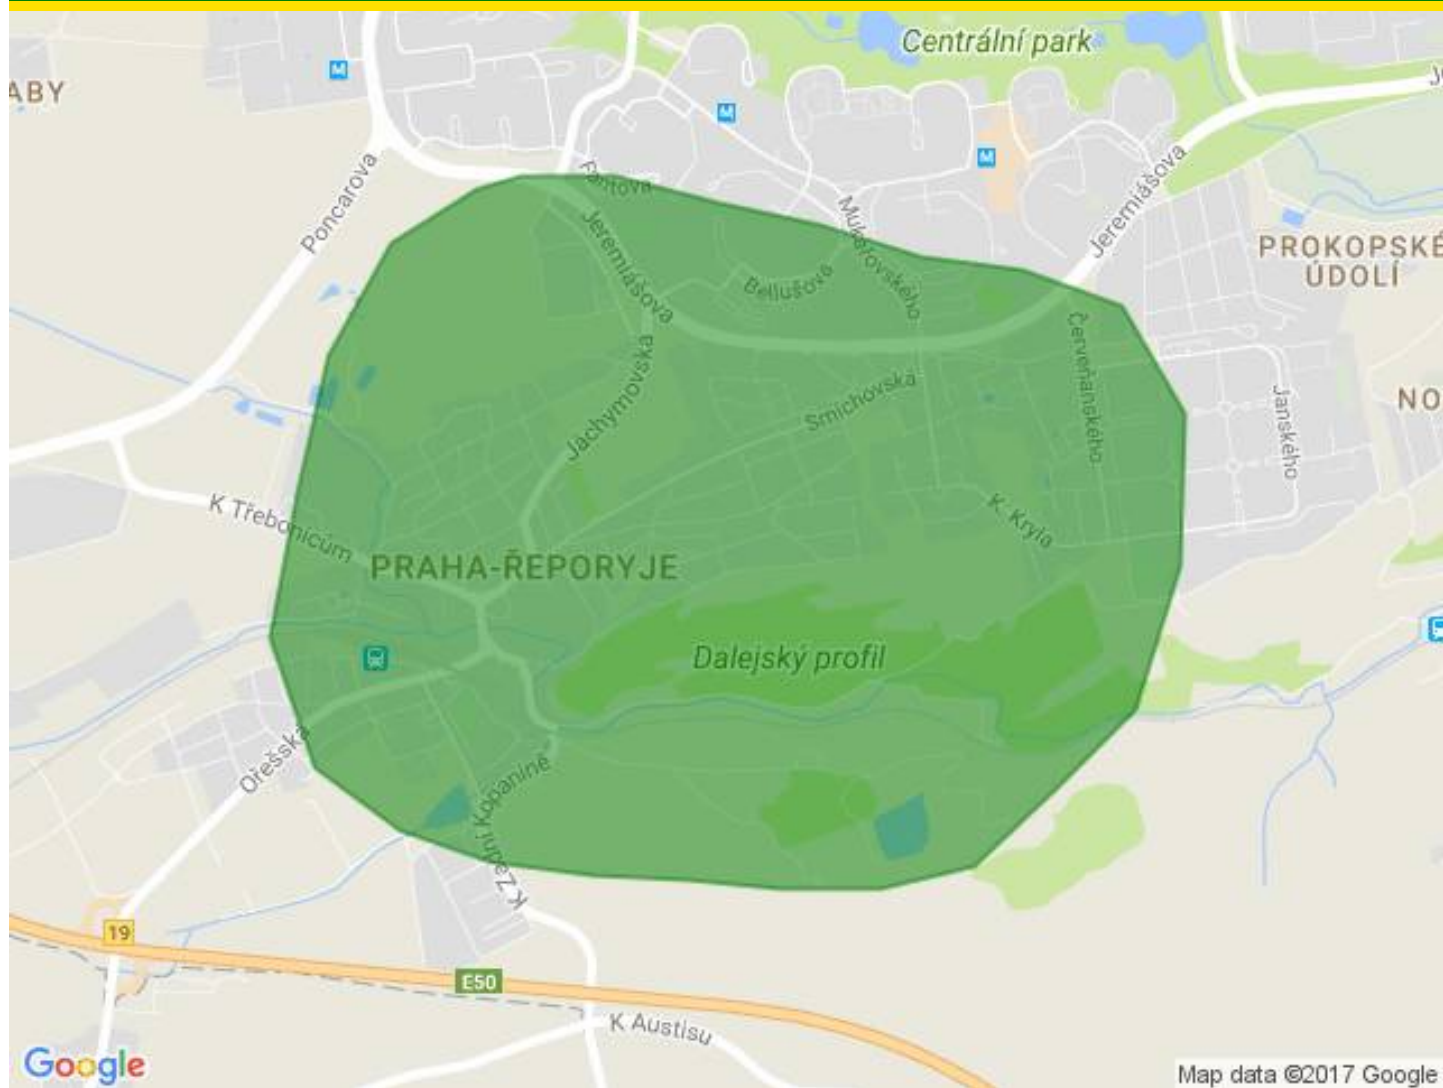 Centrální park
ABY
M
M
M
J
Poncarova
Fantova
Jeremiášova
Mukařovského
Jeremiášova
PROKOPSKÉ
ÚDOLÍ
Bellušova
Jáchymovská
Smíchovská
Červeňanského
Janského
NO
K Třebonicům
K. Kryla
PRAHA-ŘEPORYJE
Dalejský profil
Ořešská
K Zadní Kopanině
19
E50
K Austisu
Google
Map data ©2017 Google